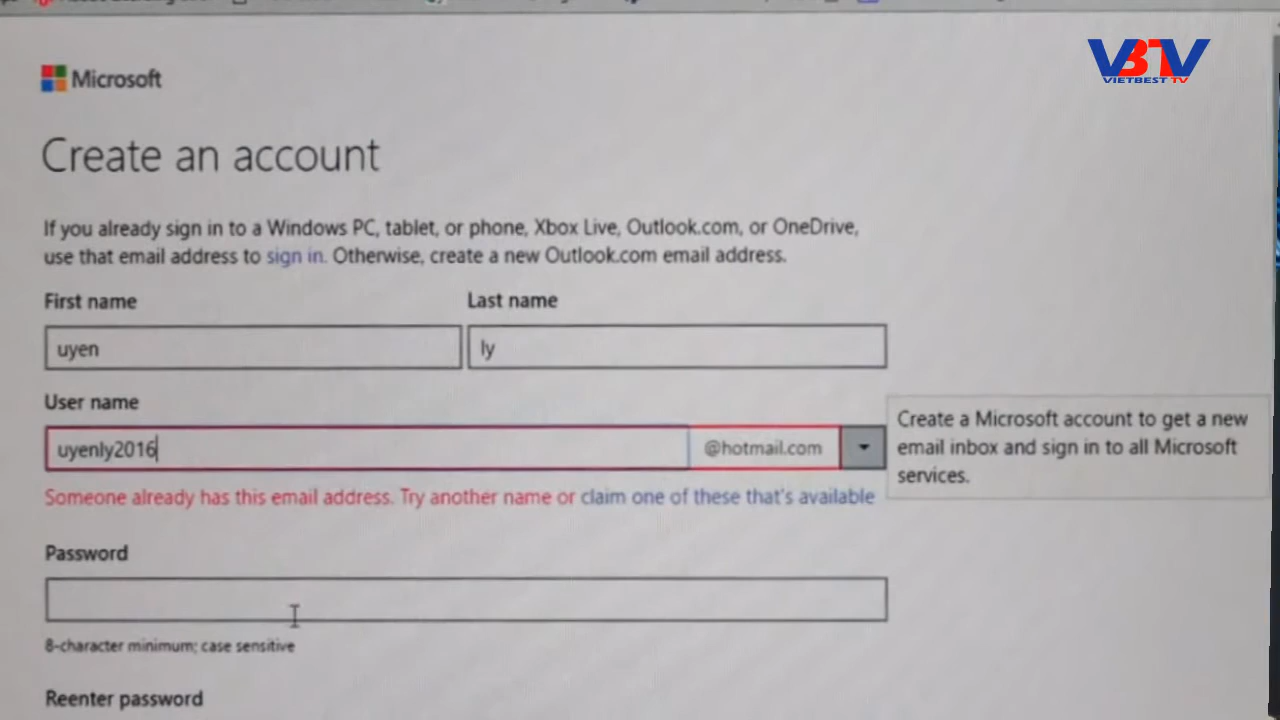 VBTV
VIETBEST TV
Microsoft
Create an account
If you already sign in to a Windows PC, tablet, or phone, Xbox Live, Outlook.com, or OneDrive,
use that email address to sign in. Otherwise, create a new Outlook.com email address.
First name
Last name
uyen
ly
User name
uyenly2016
@hotmail.com
Create a Microsoft account to get a new
email inbox and sign in to all Microsoft
services.
Someone already has this email address. Try another name or claim one of these that's available
Password
8-character minimum; case sensitive
Reenter password